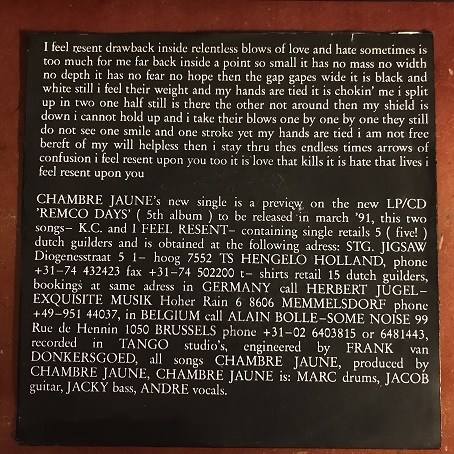 I feel resent drawback inside relentless blows of love and hate sometimes is
too much for me far back inside a point so small it has no mass no width
no depth it has no fear no hope then the gap gapes wide it is black and
white still i feel their weight and my hands are tied it is chokin' me i split
up in two one half still is there the other not around then my shield is
down i cannot hold up and i take their blows one by one by one they still
do not see one smile and one stroke yet my hands are tied i am not free
bereft of my will helpless then i stay thru thes endless times arrows of
confusion i feel resent upon you too it is love that kills it is hate that lives i
feel resent upon you
CHAMBRE JAUNE's new single is a preview on the new LP/CD
'REMCO DAYS' ( 5th album ) to be released in march '91, this two
songs- K.C. and I FEEL RESENT- containing single retails 5 ( five! )
dutch guilders and is obtained at the following adress: STG. JIGSAW
Diogenesstraat 5 1- hoog 7552 TS HENGELO HOLLAND, phone
+31-74 432423 fax +31-74 502200 t- shirts retail 15 dutch guilders,
bookings at same adress in GERMANY call HERBERT JUGEL-
EXQUISITE MUSIK Hoher Rain 6 8606 MEMMELSDORF phone
+49-951 44037, in BELGIUM call ALAIN BOLLE-SOME NOISE 99
Rue de Hennin 1050 BRUSSELS phone +31-02 6403815 or 6481443,
recorded in TANGO studio's, engineered by FRANK van
DONKERSGOED, all songs CHAMBRE JAUNE, produced by
CHAMBRE JAUNE, CHAMBRE JAUNE is: MARC drums, JACOB
guitar, JACKY bass, ANDRE vocals.